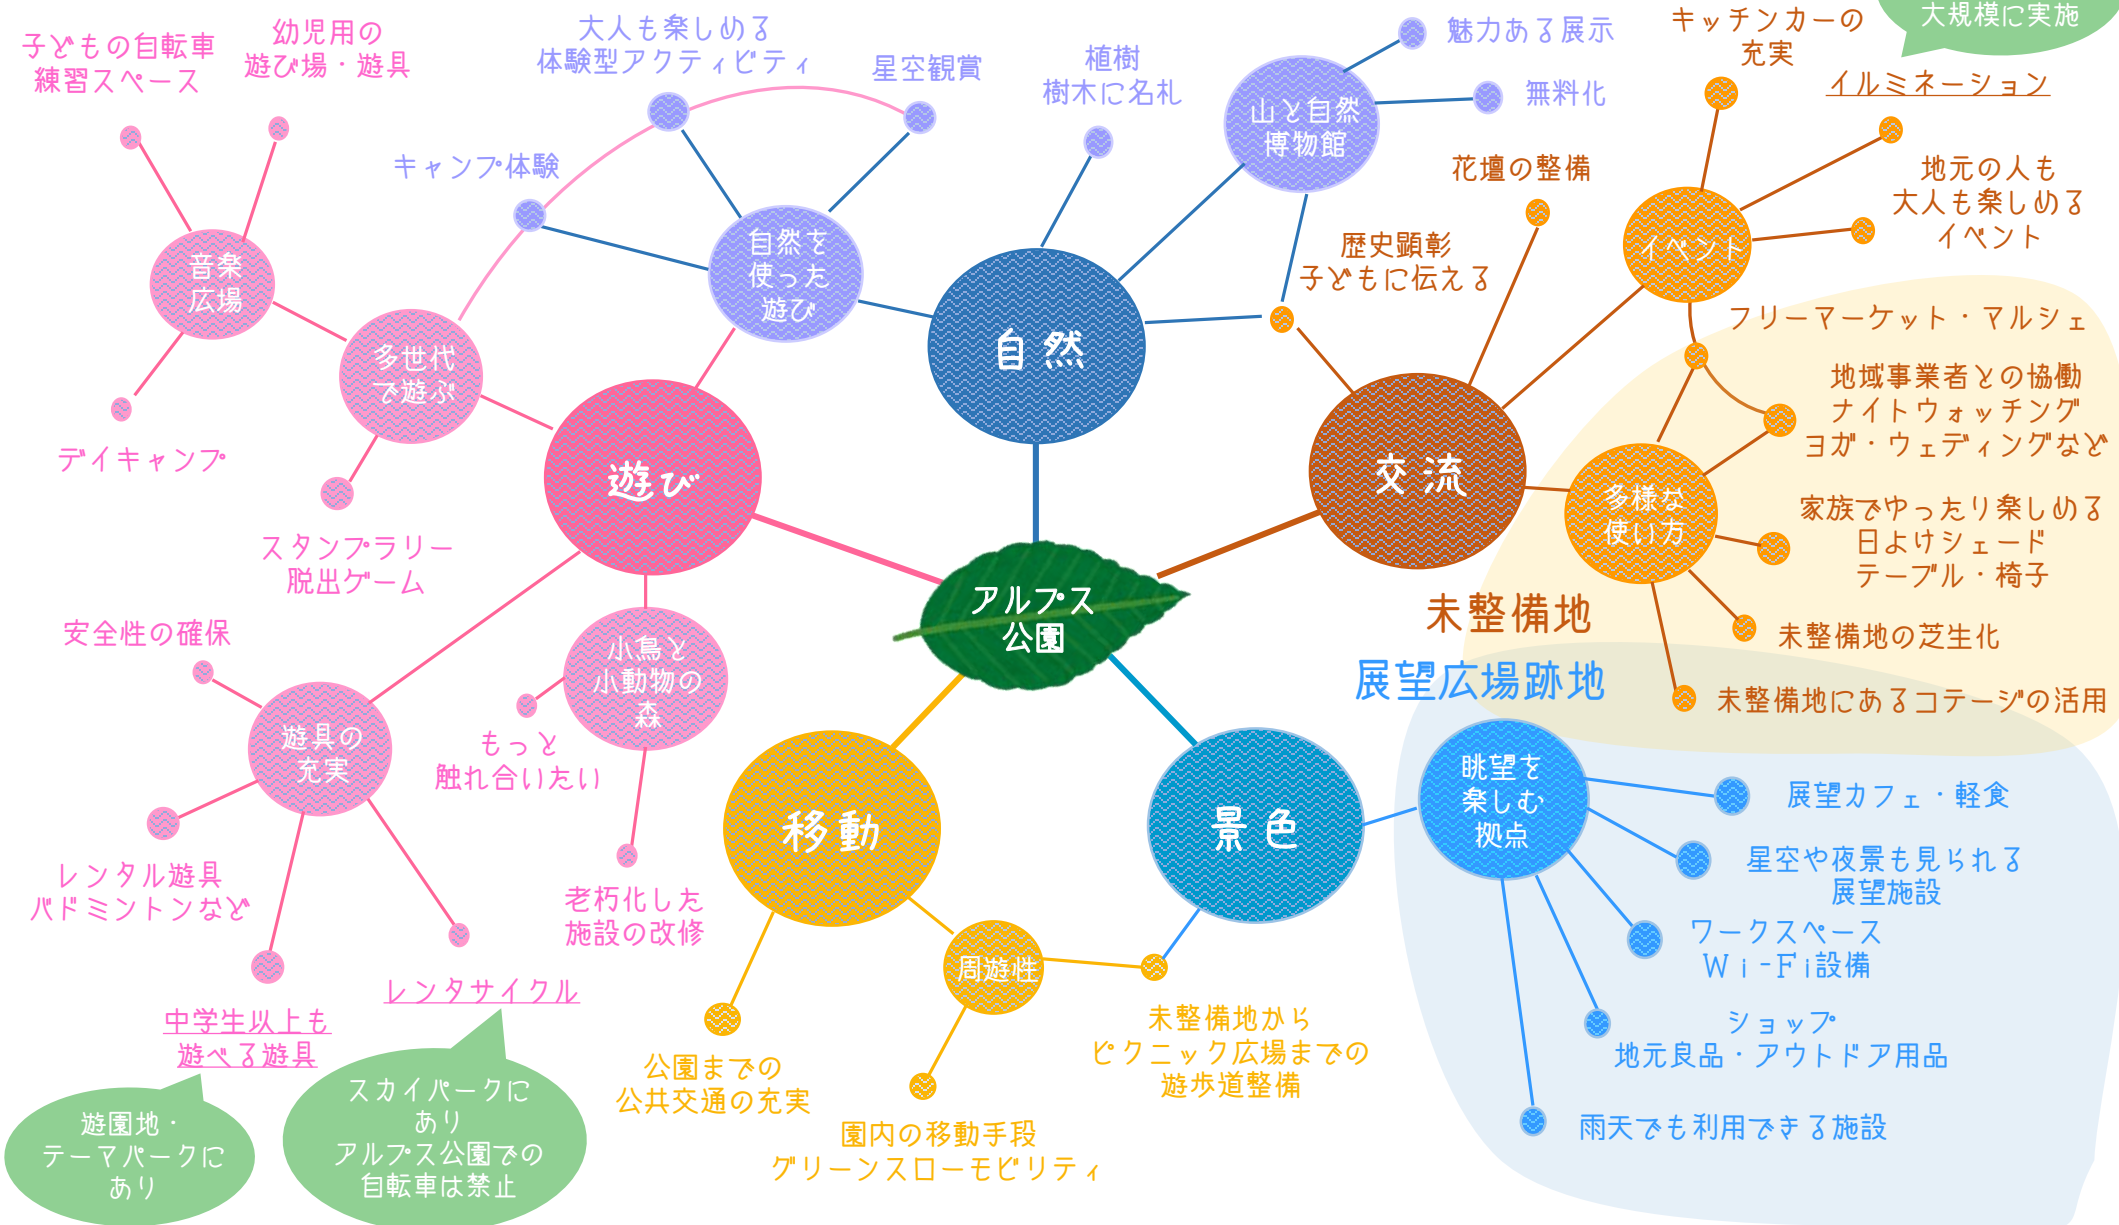 子どもの自転車
練習スペース
幼児用の
遊び場・遊具
大人も楽しめる
体験型アクティビティ
星空観賞
キャンプ体験
植樹
樹木に名札
山と自然
博物館
魅力ある展示
無料化
キッチンカーの
充実
大規模に実施
イルミネーション
花壇の整備
地元の人も
大人も楽しめる
イベント
イベント
歴史顕彰
子どもに伝える
音楽
広場
自然を
使った
遊び
自然
多世代
で遊ぶ
フリーマーケット・マルシェ
地域事業者との協働
ナイトウォッチング
ヨガ・ウェディングなど
デイキャンプ
遊び
交流
多様な
使い方
家族でゆったり楽しめる
日よけシェード
テーブル・椅子
スタンプラリー
脱出ゲーム
アルプス
公園
未整備地
未整備地の芝生化
展望広場跡地
未整備地にあるコテージの活用
安全性の確保
小鳥と
小動物の
森
遊具の
充実
もっと
触れ合いたい
移動
景色
眺望を
楽しむ
拠点
展望カフェ・軽食
星空や夜景も見られる
展望施設
レンタル遊具
バドミントンなど
老朽化した
施設の改修
ワークスペース
Wi-Fi設備
周遊性
レンタサイクル
中学生以上も
遊べる遊具
未整備地から
ピクニック広場までの
遊歩道整備
ショップ
地元良品・アウトドア用品
公園までの
公共交通の充実
園内の移動手段
グリーンスローモビリティ
雨天でも利用できる施設
遊園地・
テーマパークに
あり
スカイパークに
あり
アルプス公園での
自転車は禁止